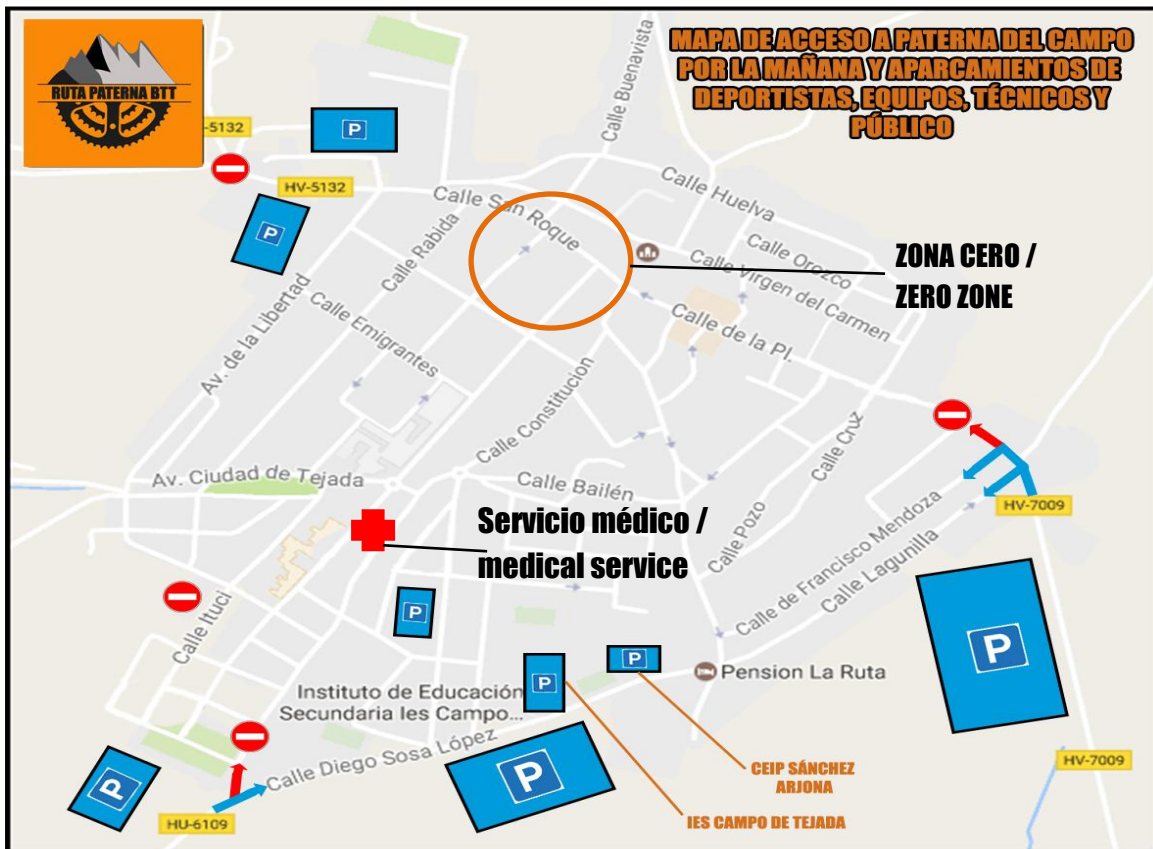 RUTA PATERNA BTT
MAPA DE ACCESO A PATERNA DEL CAMPO
POR LA MAÑANA Y APARCAMIENTOS DE
DEPORTISTAS, EQUIPOS, TÉCNICOS Y
PÚBLICO
Calle Buenavista
-5132
P
HV-5132
Calle San Roque
Calle Huelva
P
Calle Rabida
Calle Orozco
Calle Virgen del Carmen
ZONA CERO /
ZERO ZONE
Av. de la Libertad
Calle Emigrantes
Calle de la Pl.
Calle Constitucion
Calle Cruz
Av. Ciudad de Tejada
Calle Bailén
HV-7009
Servicio médico /
medical service
Calle Pozo
Calle de Francisco Mendoza
Calle Lagunilla
Calle Ituci
P
P
P
P
Pension La Ruta
Instituto de Educación
Secundaria Ies Campo...
Calle Diego Sosa López
P
P
HV-7009
CEIP SÁNCHEZ
ARJONA
IES CAMPO DE TEJADA
HU-6109